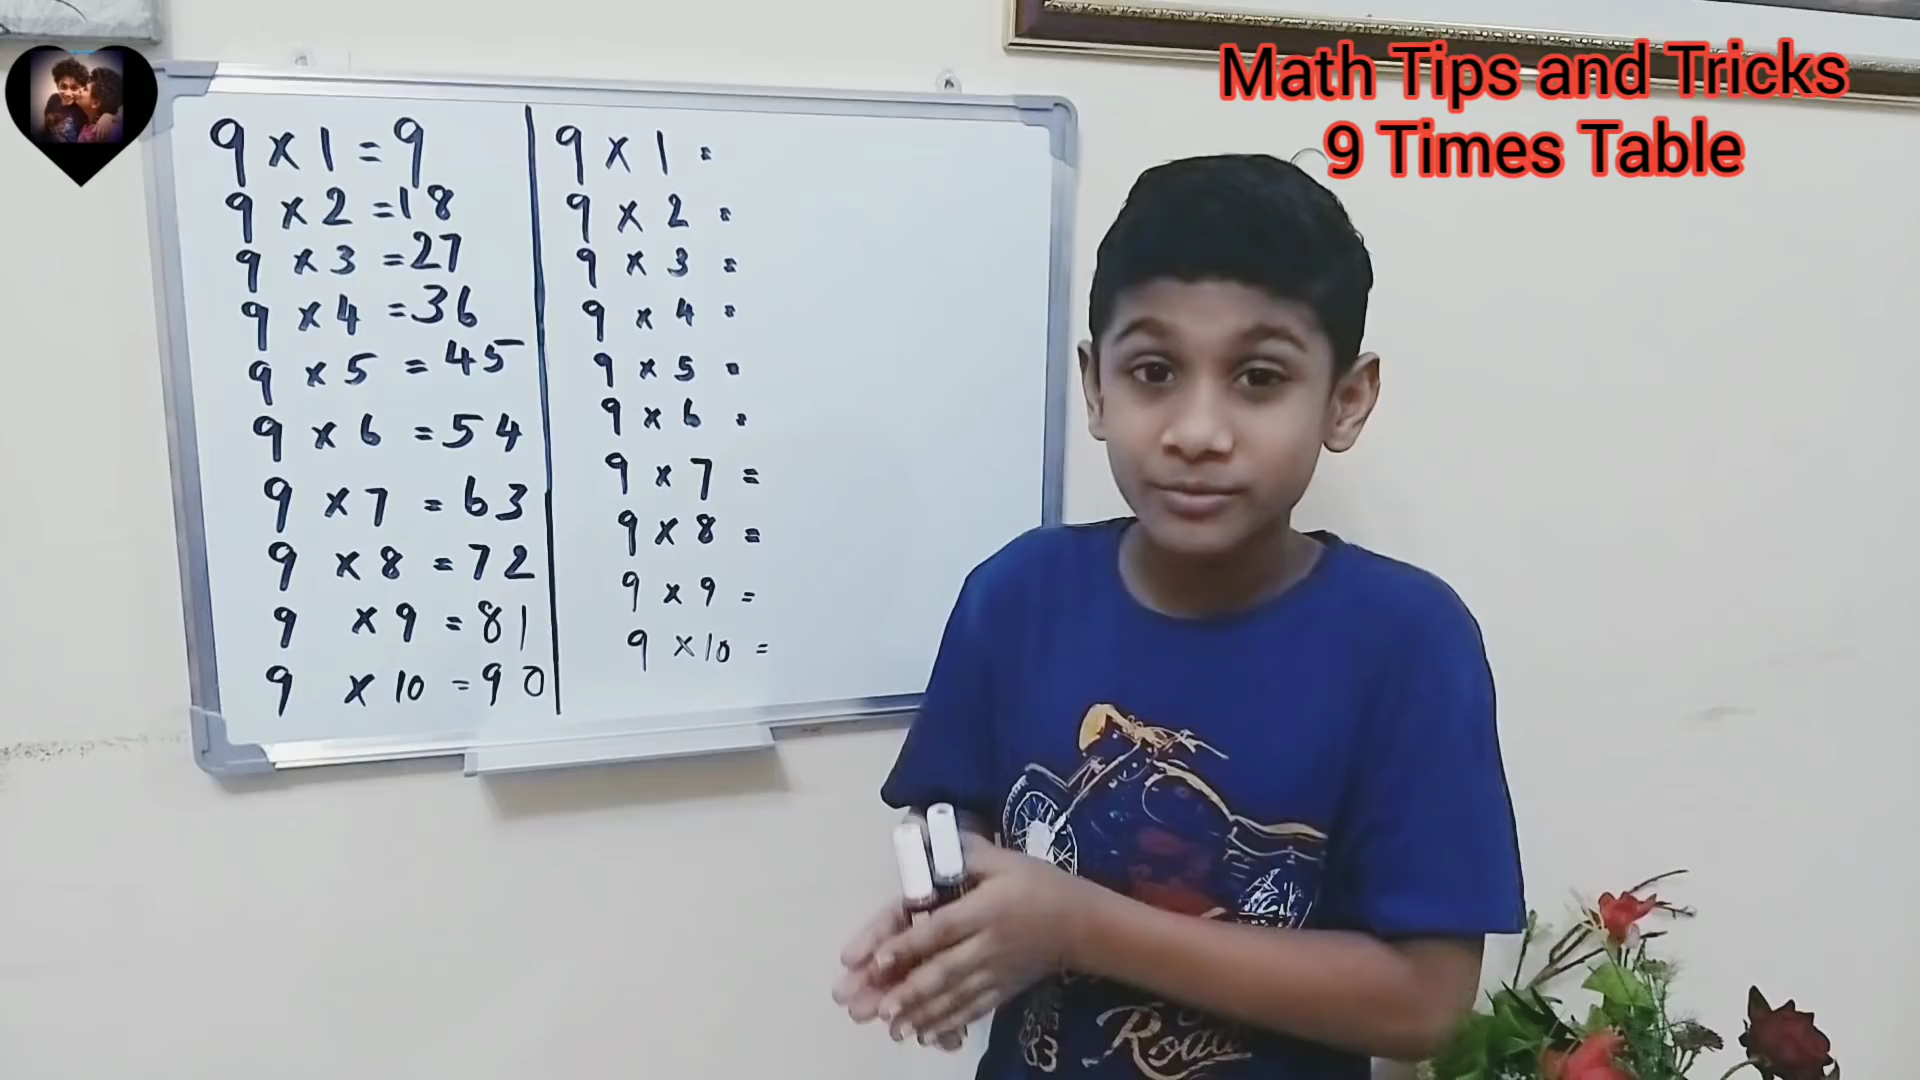 Math Tips and Tricks
9 Times Table
9 x 1 = 9
9 x 2 = 18
9 x 3 = 27
9 x 4 = 36
9 x 5 = 45
9 x 6 = 54
9 x 7 = 63
9 x 8 = 72
9 x 9 = 81
9 x 10 = 90
9 x 1 =
9 x 2 =
9 x 3 =
9 x 4 =
9 x 5 =
9 x 6 =
9 x 7 =
9 x 8 =
9 x 9 =
9 x 10 =
83